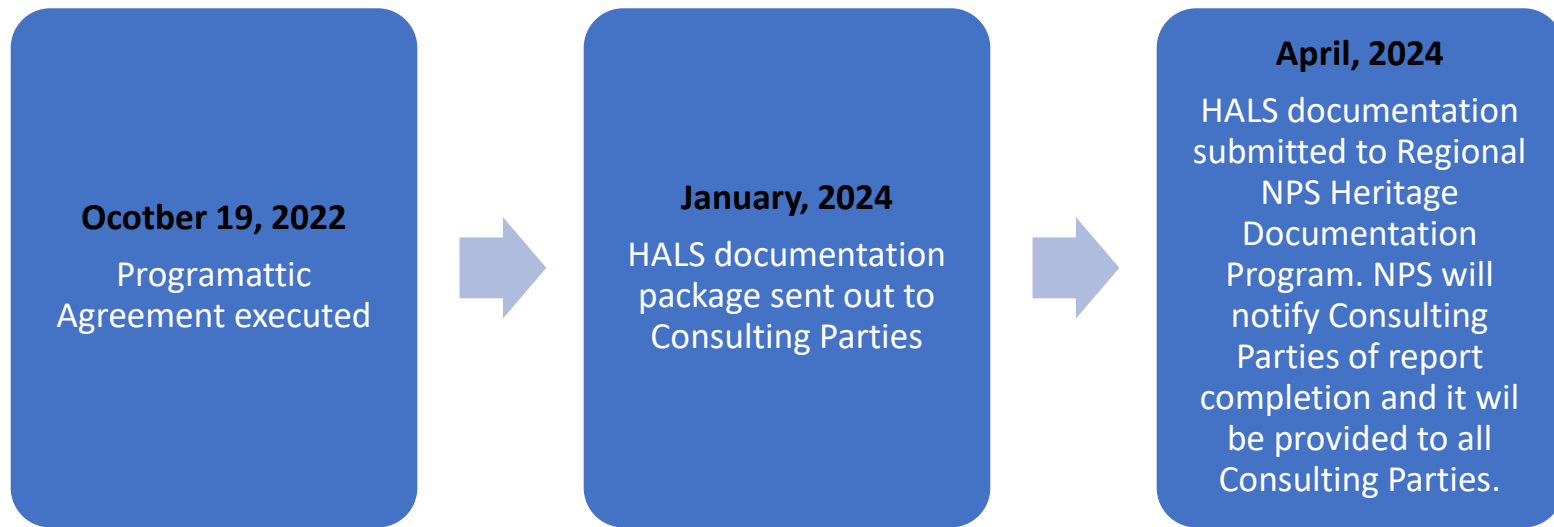 Ocotber 19, 2022
Programattic
Agreement executed
January, 2024
HALS documentation
package sent out to
Consulting Parties
April, 2024
HALS documentation
submitted to Regional
NPS Heritage
Documentation
Program. NPS will
notify Consulting
Parties of report
completion and it wil
be provided to all
Consulting Parties.